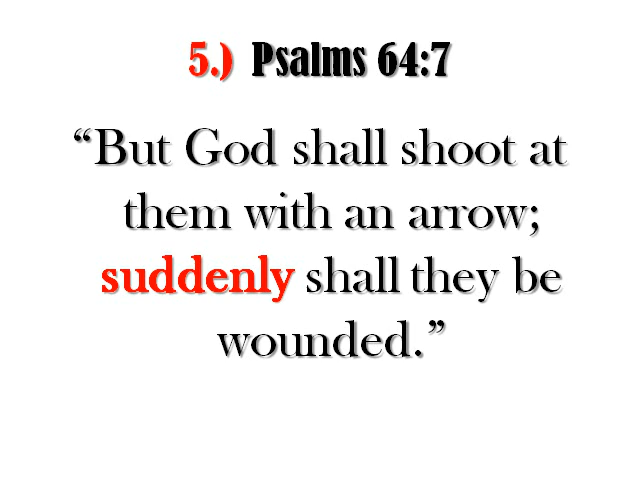 5.) Psalms 64:7
“But God shall shoot at
them with an arrow;
suddenly shall they be
wounded.”